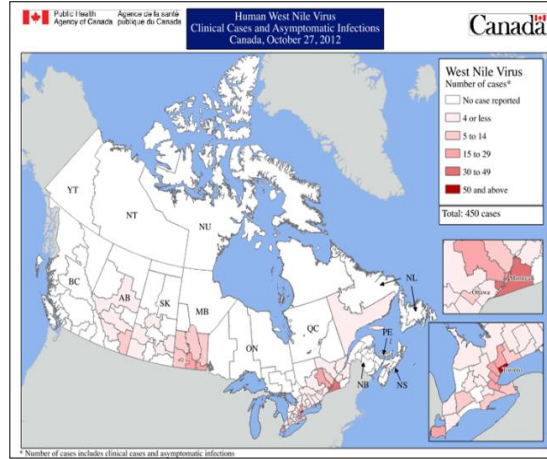 Public Health
Agency of Canada
Agence de la santé
publique du Canada
Human West Nile Virus
Clinical Cases and Asymptomatic Infections
Canada, October 27, 2012
Canada
West Nile Virus
Number of cases*
No case reported
4 or less
5 to 14
15 to 29
30 to 49
50 and above
Total: 450 cases
YT
NT
NU
BC
AB
SK
MB
ON
QC
NL
PE
NB
NS
Montreal
Ottawa
Toronto
* Number of cases includes clinical cases and asymptomatic infections